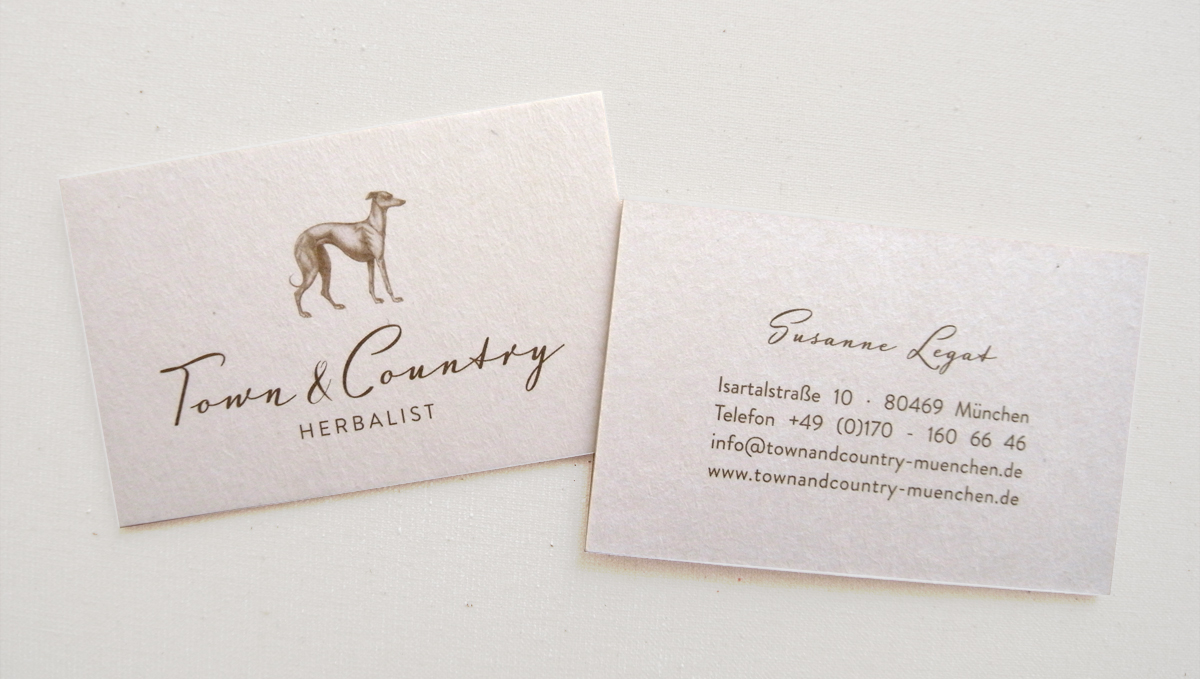 Town & Country
HERBALIST
Susanne Legat
Isartalstraße 10 · 80469 München
Telefon +49 (0)170 - 160 66 46
info@townandcountry-muenchen.de
www.townandcountry-muenchen.de